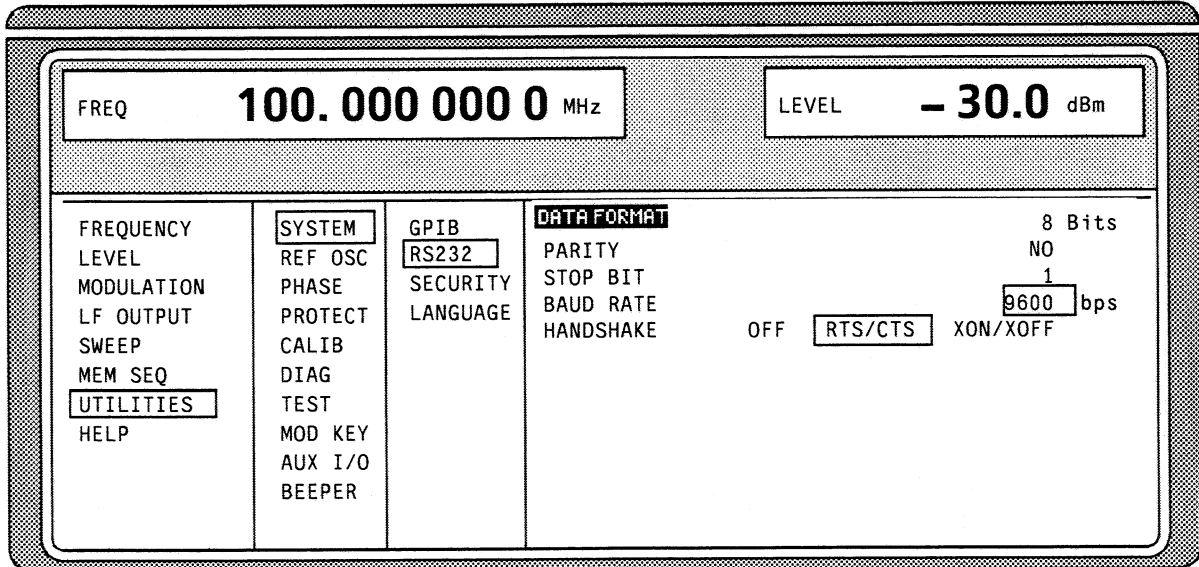 FREQ 100. 000 000 0 MHz
LEVEL – 30.0 dBm
FREQUENCY
LEVEL
MODULATION
LF OUTPUT
SWEEP
MEM SEQ
UTILITIES
HELP
SYSTEM
REF OSC
PHASE
PROTECT
CALIB
DIAG
TEST
MOD KEY
AUX I/O
BEEPER
GPIB
RS232
SECURITY
LANGUAGE
DATA FORMAT 8 Bits
PARITY NO
STOP BIT 1
BAUD RATE 9600 bps
HANDSHAKE OFF RTS/CTS XON/XOFF